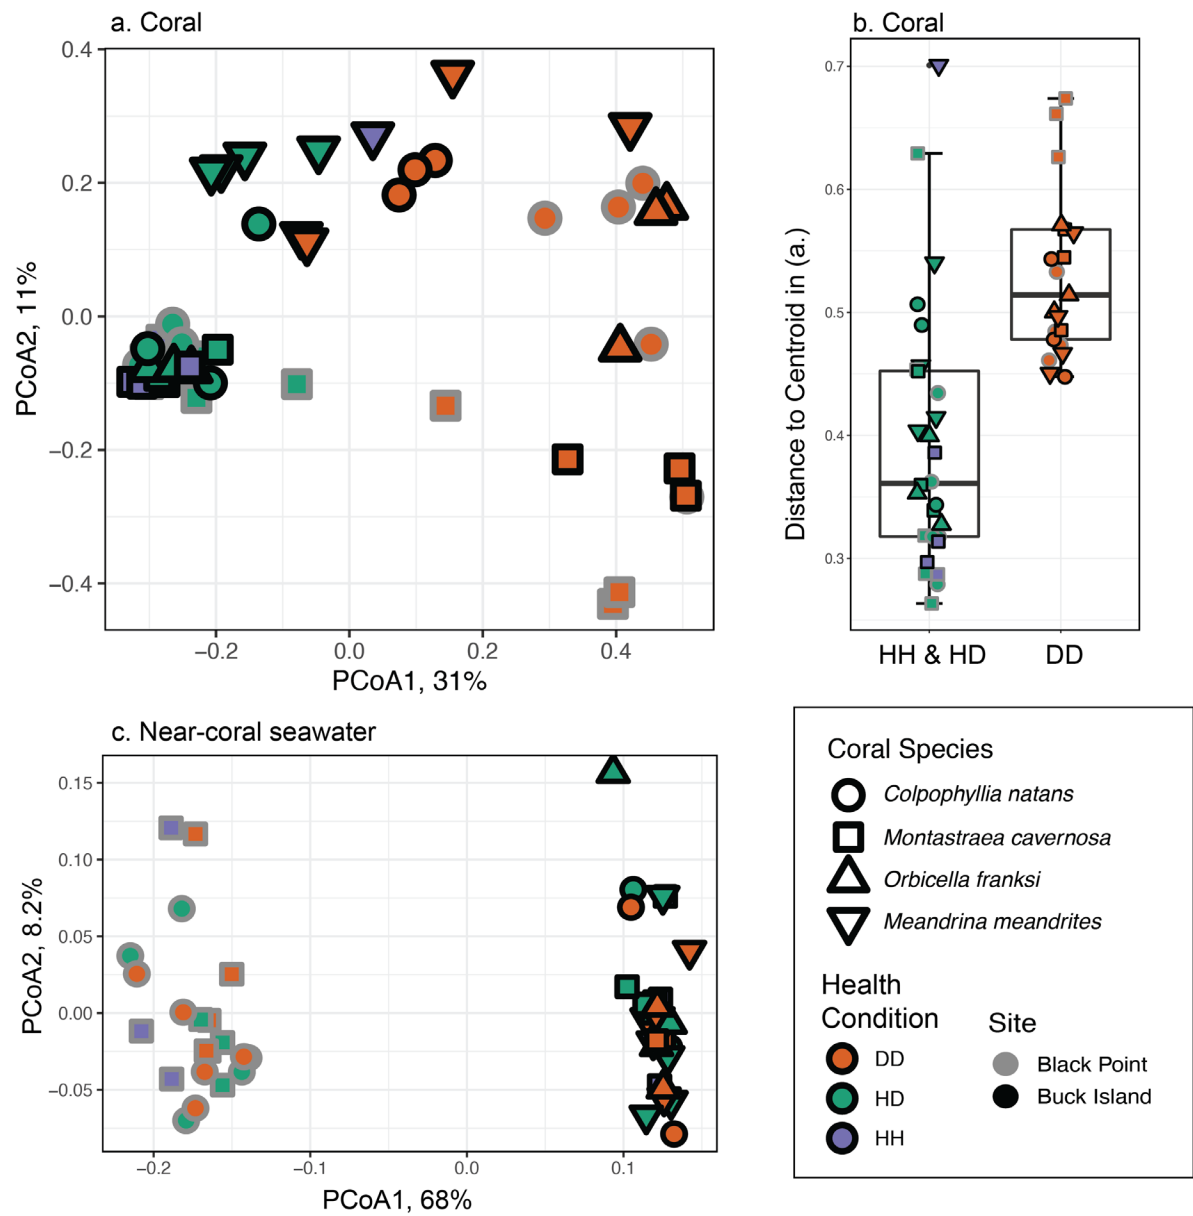 a. Coral
0.4
0.2
0.0
−0.2
−0.4
−0.2
0.0
0.2
0.4
PCoA2, 11%
PCoA1, 31%
b. Coral
0.7
0.6
0.5
0.4
0.3
Distance to Centroid in (a.)
HH & HD
DD
c. Near-coral seawater
0.15
0.10
0.05
0.00
−0.05
−0.2
−0.1
0.0
0.1
PCoA2, 8.2%
PCoA1, 68%
Coral Species
Colpophyllia natans
Montastraea cavernosa
Orbicella franksi
Meandrina meandrites
Health
Condition
DD
HD
HH
Site
Black Point
Buck Island